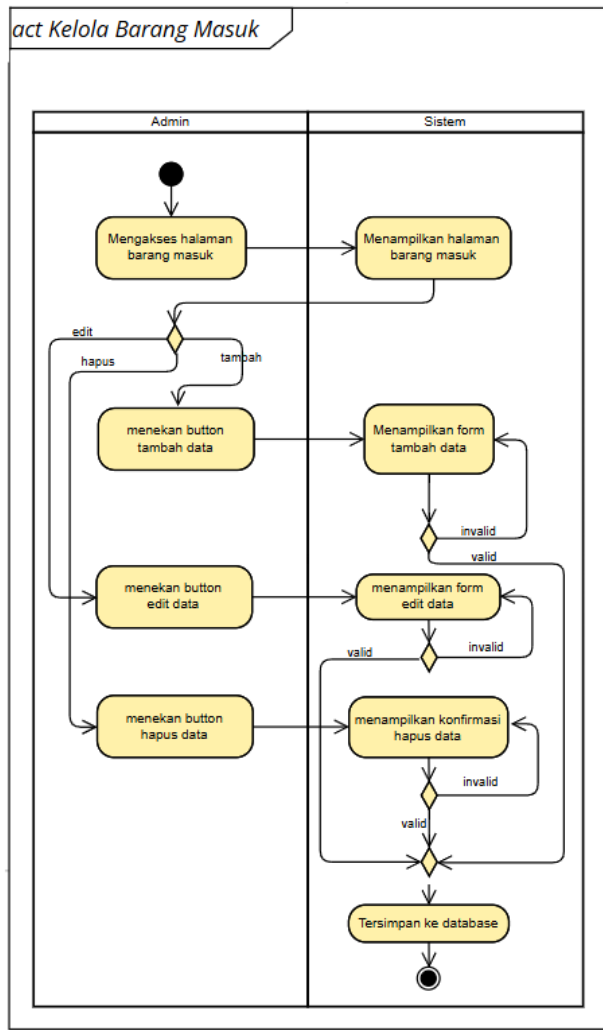 act Kelola Barang Masuk
Admin
Sistem
Mengakses halaman
barang masuk
Menampilkan halaman
barang masuk
edit
hapus
tambah
menekan button
tambah data
Menampilkan form
tambah data
invalid
valid
menekan button
edit data
menampilkan form
edit data
valid
invalid
menekan button
hapus data
menampilkan konfirmasi
hapus data
invalid
valid
Tersimpan ke database